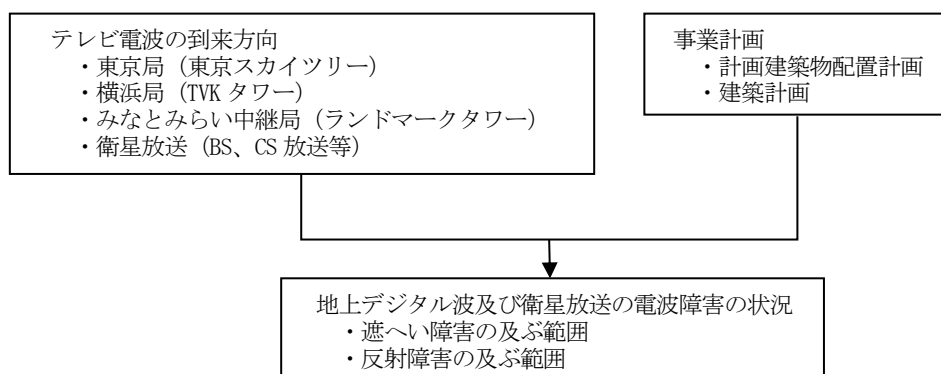 テレビ電波の到来方向
・東京局（東京スカイツリー）
・横浜局（TVK タワー）
・みなとみらい中継局（ランドマークタワー）
・衛星放送（BS、CS 放送等）
事業計画
・計画建築物配置計画
・建築計画
地上デジタル波及び衛星放送の電波障害の状況
・遮へい障害の及ぶ範囲
・反射障害の及ぶ範囲